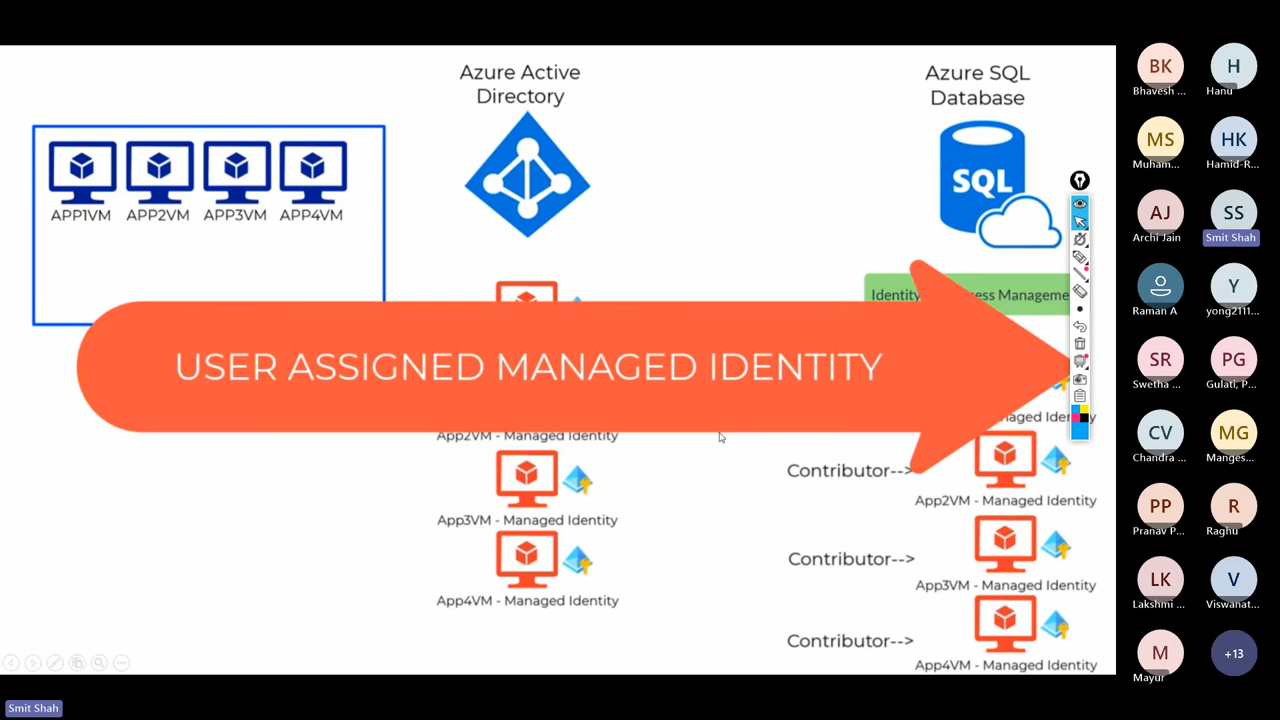 Azure Active
Directory
Azure SQL
Database
APP1VM
APP2VM
APP3VM
APP4VM
SQL
Identity
ess Manageme
USER ASSIGNED MANAGED IDENTITY
App2VM - Managed Identity
App3VM - Managed Identity
App4VM - Managed Identity
Contributor-->
App2VM - Managed Identity
Contributor-->
App3VM - Managed Identity
Contributor-->
App4VM - Managed Identity
BK
Bhavesh ...
H
Hanu
MS
Muham...
HK
Hamid-R...
AJ
Archi Jain
SS
Smit Shah
Raman A
Y
yong2111...
SR
Swetha ...
PG
Gulati, P...
CV
Chandra ...
MG
Manges...
PP
Pranav P...
R
Raghu
LK
Lakshmi ...
V
Viswanat...
M
Mayur
+13
Smit Shah